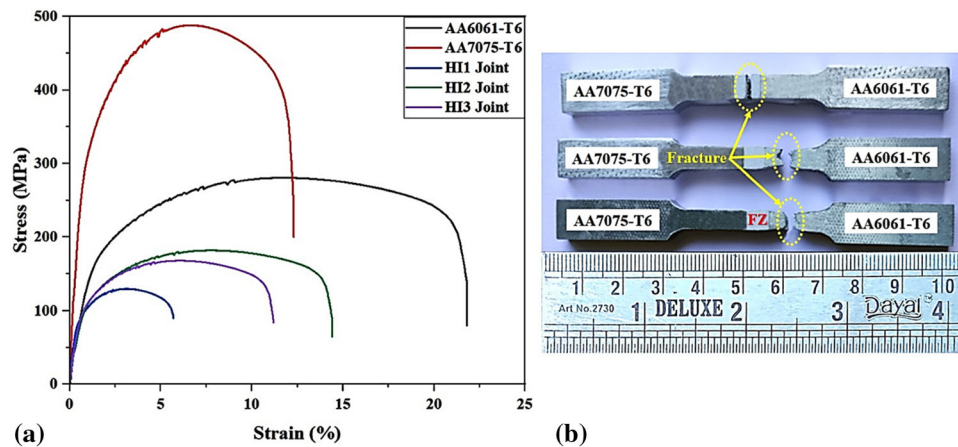 500
400
300
200
100
0
0
5
10
15
20
25
Stress (MPa)
Strain (%)
AA6061-T6
AA7075-T6
HI1 Joint
HI2 Joint
HI3 Joint
(a)
AA7075-T6
AA6061-T6
AA7075-T6
Fracture
AA6061-T6
AA7075-T6
FZ
AA6061-T6
1 2 3 4 5 6 7 8 9 10
Art No.2730
1
DELUXE
2
3
Dayal
4
(b)